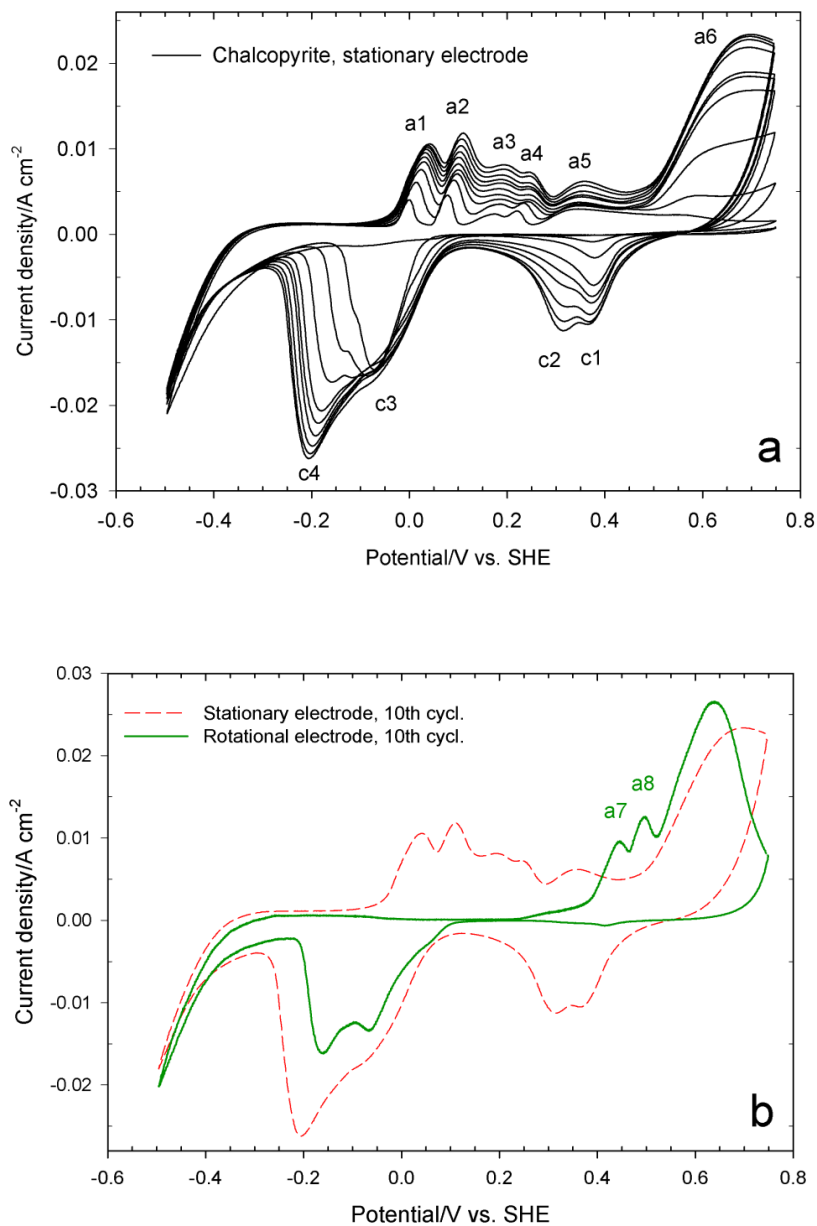 a6
Chalcopyrite, stationary electrode
a2
a1
a3
a4
a5
c2 c1
c3
c4
a
0.02
0.01
0.00
-0.01
-0.02
-0.03
-0.6 -0.4 -0.2 0.0 0.2 0.4 0.6 0.8
Current density/A cm-2
Potential/V vs. SHE
0.03
0.02
0.01
0.00
-0.01
-0.02
Stationary electrode, 10th cycl.
Rotational electrode, 10th cycl.
a8
a7
b
-0.6 -0.4 -0.2 0.0 0.2 0.4 0.6 0.8
Current density/A cm-2
Potential/V vs. SHE